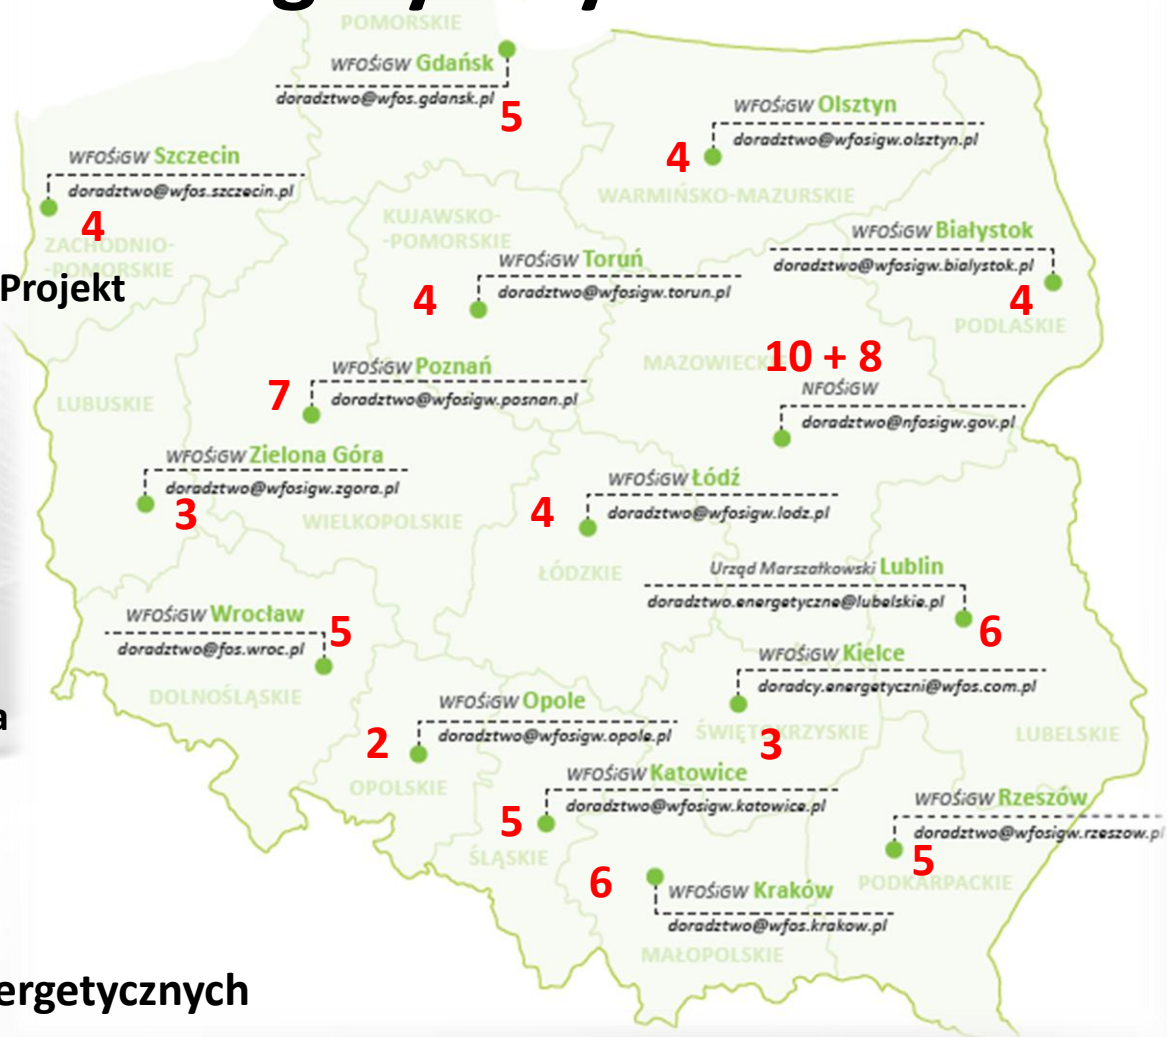 POMORSKIE
WFOŚiGW Gdańsk
doradztwo@wfos.gdansk.pl
5
WFOŚiGW Olsztyn
doradztwo@wfosigw.olsztyn.pl
4
WARMIŃSKO-MAZURSKIE
WFOŚiGW Szczecin
doradztwo@wfos.szczecin.pl
4
ZACHODNIO-
-POMORSKIE
Projekt
KUJAWSKO-
-POMORSKIE
WFOŚiGW Toruń
doradztwo@wfosigw.torun.pl
4
WFOŚiGW Białystok
doradztwo@wfosigw.bialystok.pl
4
PODLASKIE
MAZOWIECKIE
10 + 8
NFOŚiGW
doradztwo@nfosigw.gov.pl
WFOŚiGW Poznań
doradztwo@wfosigw.posnan.pl
7
LUBUSKIE
WFOŚiGW Zielona Góra
doradztwo@wfosigw.zgora.pl
3
WIELKOPOLSKIE
WFOŚiGW Łódź
doradztwo@wfosigw.lodz.pl
4
ŁÓDZKIE
Urząd Marszałkowski Lublin
doradztwo.energetyczne@lubelskie.pl
6
WFOŚiGW Wrocław
doradztwo@fos.wroc.pl
5
DOLNOŚLĄSKIE
WFOŚiGW Kielce
doradcy.energetyczni@wfos.com.pl
ŚWIĘTOKRZYSKIE
3
LUBELSKIE
WFOŚiGW Opole
doradztwo@wfosigw.opole.pl
2
OPOLSKIE
a
WFOŚiGW Katowice
doradztwo@wfosigw.katowice.pl
5
ŚLĄSKIE
WFOŚiGW Rzeszów
doradztwo@wfosigw.rzeszow.pl
5
PODKARPACKIE
6
WFOŚiGW Kraków
doradztwo@wfos.krakow.pl
MAŁOPOLSKIE
ergetycznych